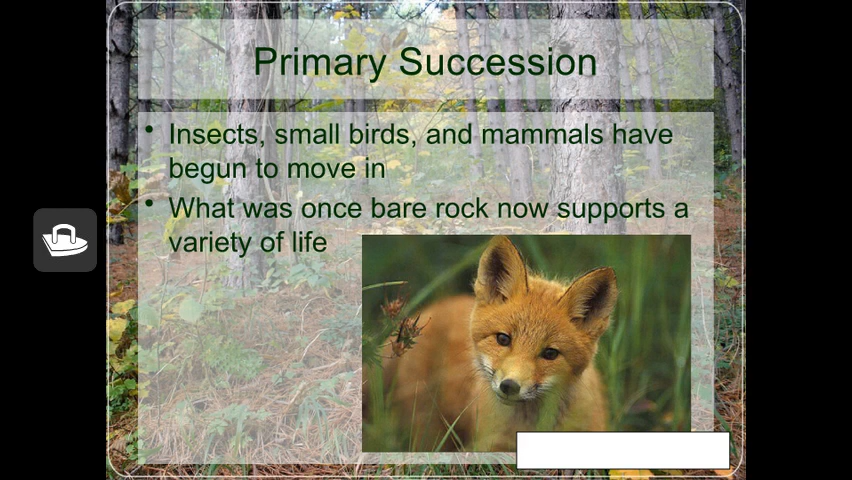 Primary Succession
• Insects, small birds, and mammals have
begun to move in
• What was once bare rock now supports a
variety of life